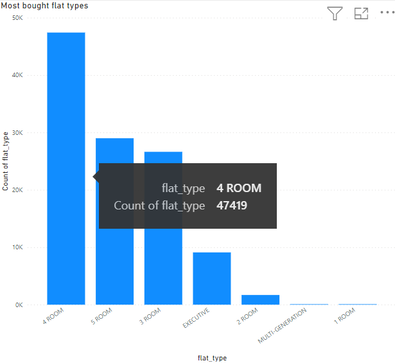 Most bought flat types
50K
40K
30K
20K
10K
0K
Count of flat_type
flat_type 4 ROOM
Count of flat_type 47419
4 ROOM
5 ROOM
3 ROOM
EXECUTIVE
2 ROOM
MULTI-GENERATION
1 ROOM
flat_type